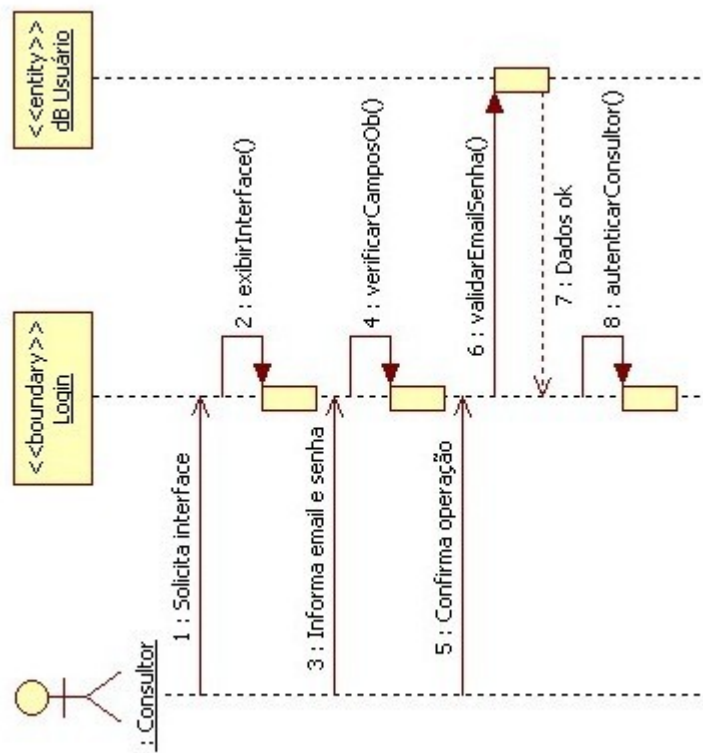 : Consultor
<<boundary>>
Login
<<entity>>
dB Usuário
1 : Solicita interface
2 : exibirInterface()
3 : Informa email e senha
4 : verificarCamposOb()
5 : Confirma operação
6 : validarEmailSenha()
7 : Dados ok
8 : autenticarConsultor()